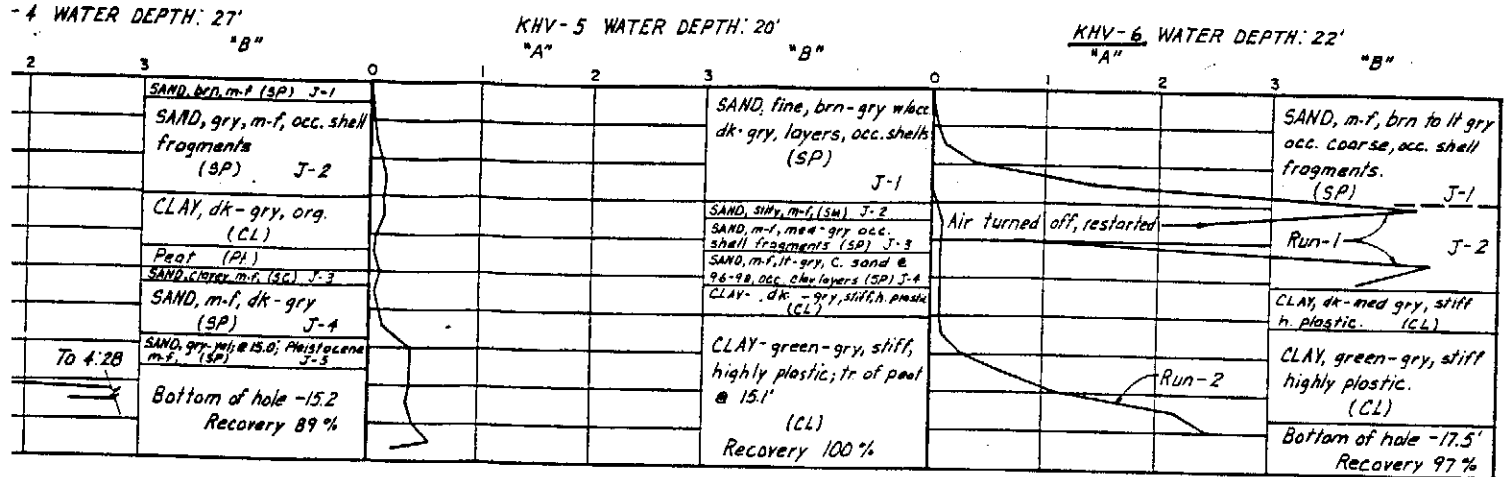 -4 WATER DEPTH: 27'
"B"
2 3
SAND, brn, m-f (SP) J-1
SAND, gry, m-f, occ. shell
fragments
(SP) J-2
CLAY, dk-gry, org.
(CL)
Peat (Pt)
SAND, clayey, m-f, (SC) J-3
SAND, m-f, dk-gry
(SP) J-4
SAND, gry-yel, @ 15.0', Pleistocene
m-f, (SP) J-5
To 4.28
Bottom of hole -15.2
Recovery 89%
KHV-5 WATER DEPTH: 20'
"A" "B"
0 1 2 3
SAND, fine, brn-gry w/occ
dk-gry, layers, occ. shells
(SP)
J-1
SAND, silty, m-f, (SM) J-2
SAND, m-f, med-gry occ.
shell fragments (SP) J-3
SAND, m-f, lt-gry, C. sand @
9.6-9.8, occ. clay layers (SP) J-4
CLAY- dk-gry, stiff, h. plastic
(CL)
CLAY-green-gry, stiff,
highly plastic; tr of peat
@ 15.1'
(CL)
Recovery 100%
KHV-6 WATER DEPTH: 22'
"A" "B"
0 1 2 3
Air turned off, restarted
Run-1
Run-2
SAND, m-f, brn to lt gry
occ. coarse, occ. shell
fragments.
(SP) J-1
J-2
CLAY, dk-med gry, stiff
h. plastic. (CL)
CLAY, green-gry, stiff
highly plastic.
(CL)
Bottom of hole -17.5'
Recovery 97%